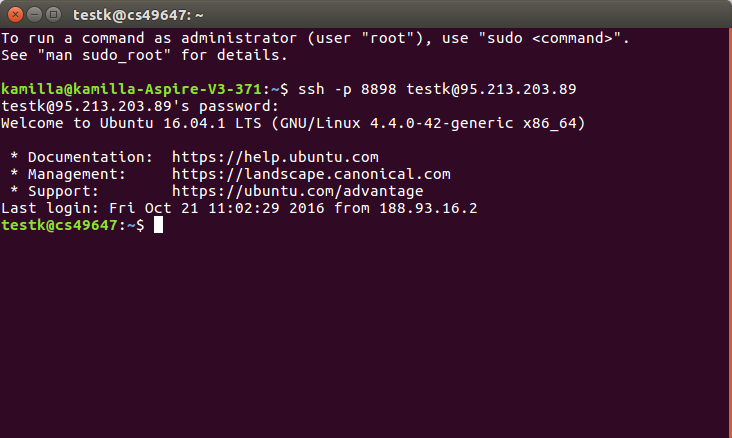 testk@cs49647: ~
To run a command as administrator (user "root"), use "sudo <command>".
See "man sudo_root" for details.
kamilla@kamilla-Aspire-V3-371:~$ ssh -p 8898 testk@95.213.203.89
testk@95.213.203.89's password:
Welcome to Ubuntu 16.04.1 LTS (GNU/Linux 4.4.0-42-generic x86_64)
* Documentation:  https://help.ubuntu.com
* Management:     https://landscape.canonical.com
* Support:        https://ubuntu.com/advantage
Last login: Fri Oct 21 11:02:29 2016 from 188.93.16.2
testk@cs49647:~$